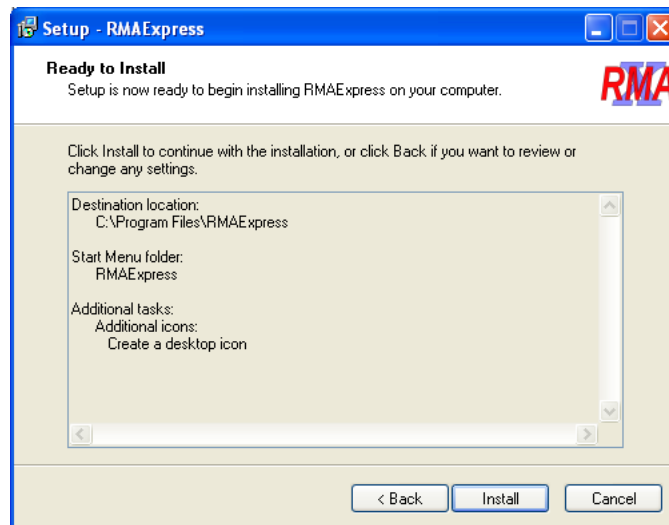 Setup - RMAExpress
Ready to Install
Setup is now ready to begin installing RMAExpress on your computer.
RMA
Click Install to continue with the installation, or click Back if you want to review or
change any settings.
Destination location:
C:\Program Files\RMAExpress
Start Menu folder:
RMAExpress
Additional tasks:
Additional icons:
Create a desktop icon
< Back
Install
Cancel